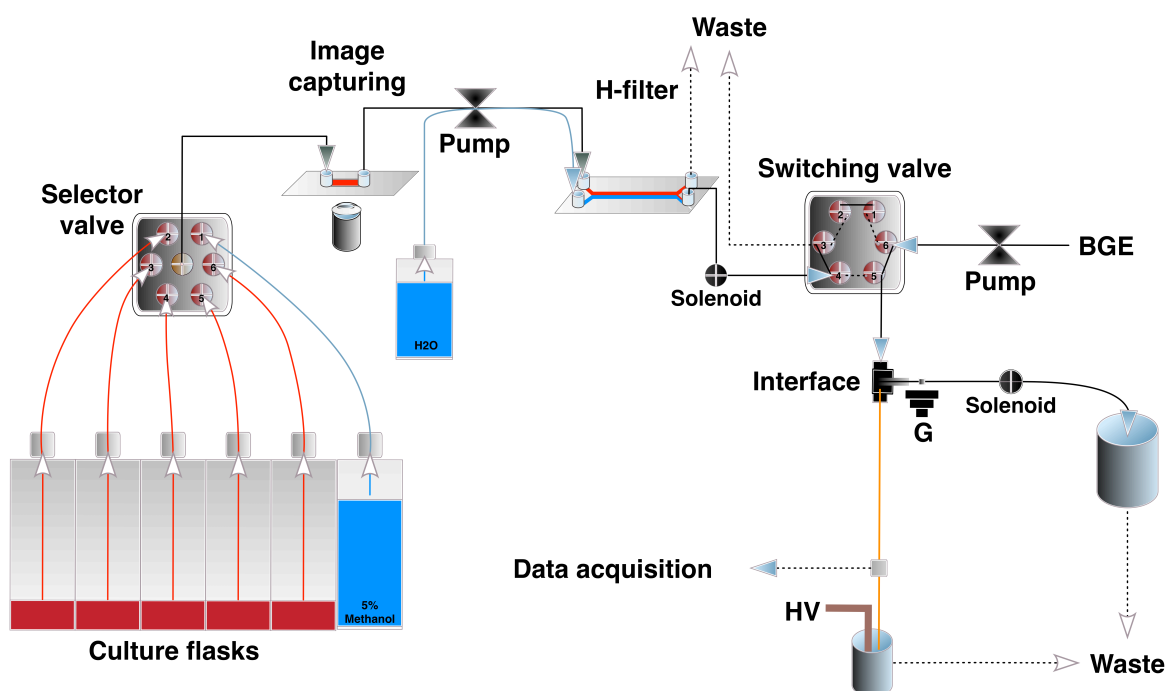 Waste
Image
capturing
H-filter
Pump
Switching valve
Selector
valve
2
1
3
6
4
5
2
1
3
6
4
5
BGE
Pump
Solenoid
H2O
Interface
Solenoid
G
Data acquisition
5%
Methanol
HV
Culture flasks
Waste